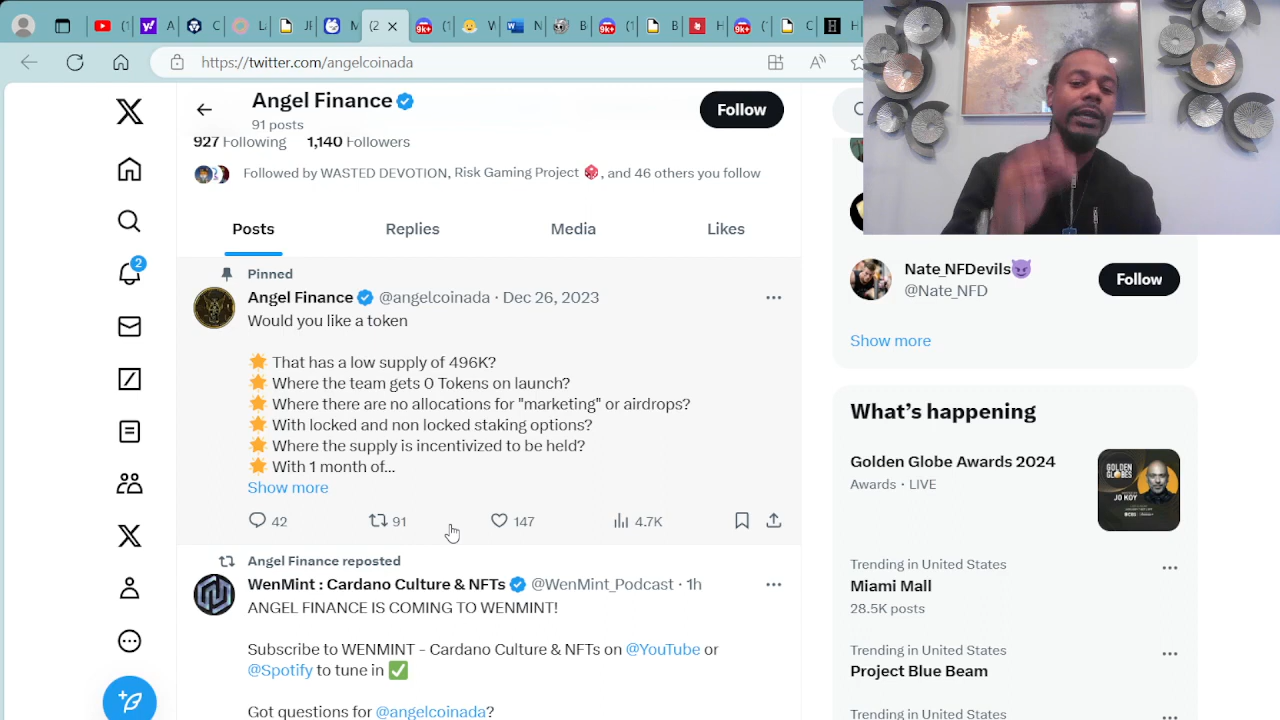 A
C
L
JI
M
(2
9+
(1
V
N
B
9k+
(1
B
H
9k+
C
H
https://twitter.com/angelcoinada
Angel Finance
91 posts
Follow
927 Following 1,140 Followers
Followed by WASTED DEVOTION, Risk Gaming Project, and 46 others you follow
Posts Replies Media Likes
Pinned
Angel Finance @angelcoinada · Dec 26, 2023
Would you like a token
That has a low supply of 496K?
Where the team gets 0 Tokens on launch?
Where there are no allocations for "marketing" or airdrops?
With locked and non locked staking options?
Where the supply is incentivized to be held?
With 1 month of...
Show more
42 91 147 4.7K
Angel Finance reposted
WenMint : Cardano Culture & NFTs @WenMint_Podcast · 1h
ANGEL FINANCE IS COMING TO WENMINT!
Subscribe to WENMINT - Cardano Culture & NFTs on @YouTube or
@Spotify to tune in ✅
Got questions for @angelcoinada?
2
Nate_NFDevils😈
@Nate_NFD
Follow
Show more
What's happening
Golden Globe Awards 2024
Awards · LIVE
GOLDEN
GLOBES
JO KOY
Trending in United States
Miami Mall
28.5K posts
Trending in United States
Project Blue Beam
Trending in United States